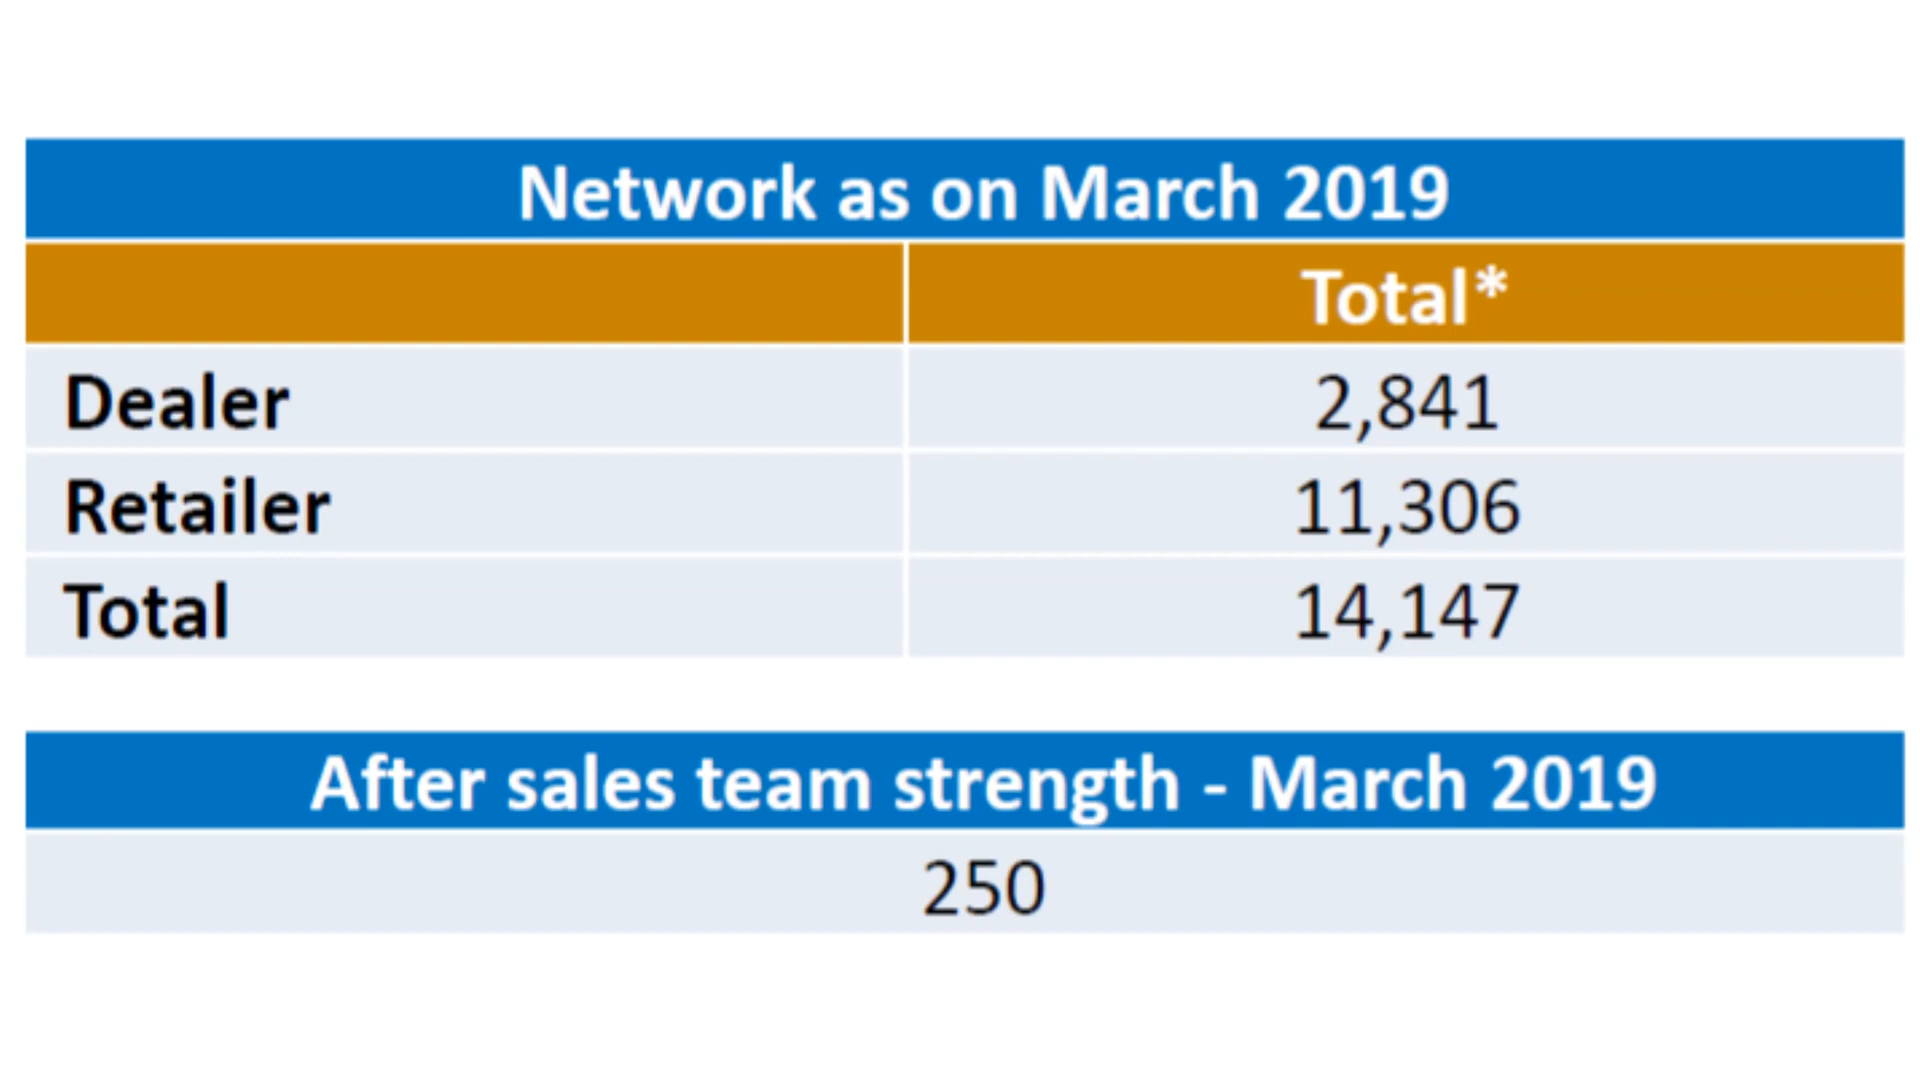 Network as on March 2019
Total*
Dealer 2,841
Retailer 11,306
Total 14,147
After sales team strength - March 2019
250